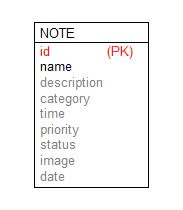 NOTE
id (PK)
name
description
category
time
priority
status
image
date